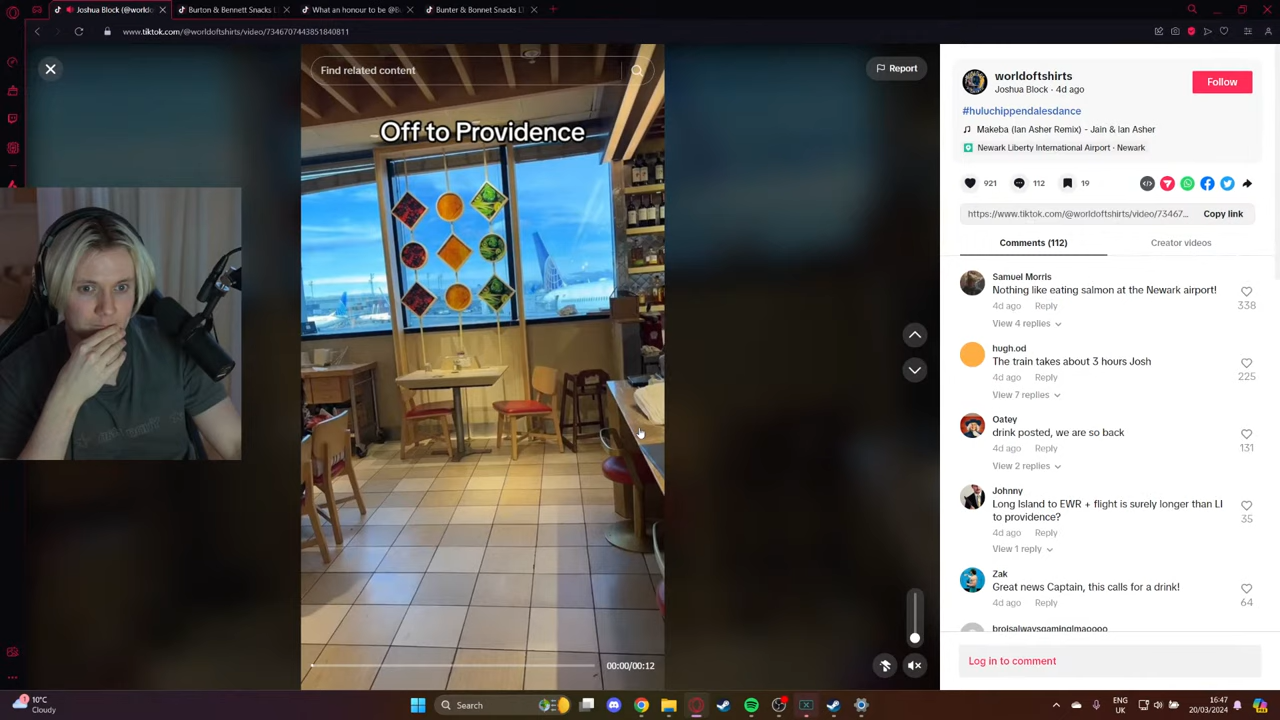 Joshua Block (@world
Burton & Bennett Snacks L
What an honour to be @B
Bunter & Bonnet Snacks L
www.tiktok.com/@worldoftshirts/video/7346707443851840811
Find related content
Report
Off to Providence
00:00/00:12
worldoftshirts
Joshua Block · 4d ago
Follow
#huluchippendalesdance
Makeba (Ian Asher Remix) - Jain & Ian Asher
Newark Liberty International Airport · Newark
921
112
19
https://www.tiktok.com/@worldoftshirts/video/73467...
Copy link
Comments (112)
Creator videos
Samuel Morris
Nothing like eating salmon at the Newark airport!
4d ago Reply
338
View 4 replies
hugh.od
The train takes about 3 hours Josh
4d ago Reply
225
View 7 replies
Oatey
drink posted, we are so back
4d ago Reply
131
View 2 replies
Johnny
Long Island to EWR + flight is surely longer than LI
to providence?
4d ago Reply
35
View 1 reply
Zak
Great news Captain, this calls for a drink!
4d ago Reply
64
broisalwaysgaminglmaoooo
Log in to comment
10°C
Cloudy
Search
ENG
UK
16:47
20/03/2024